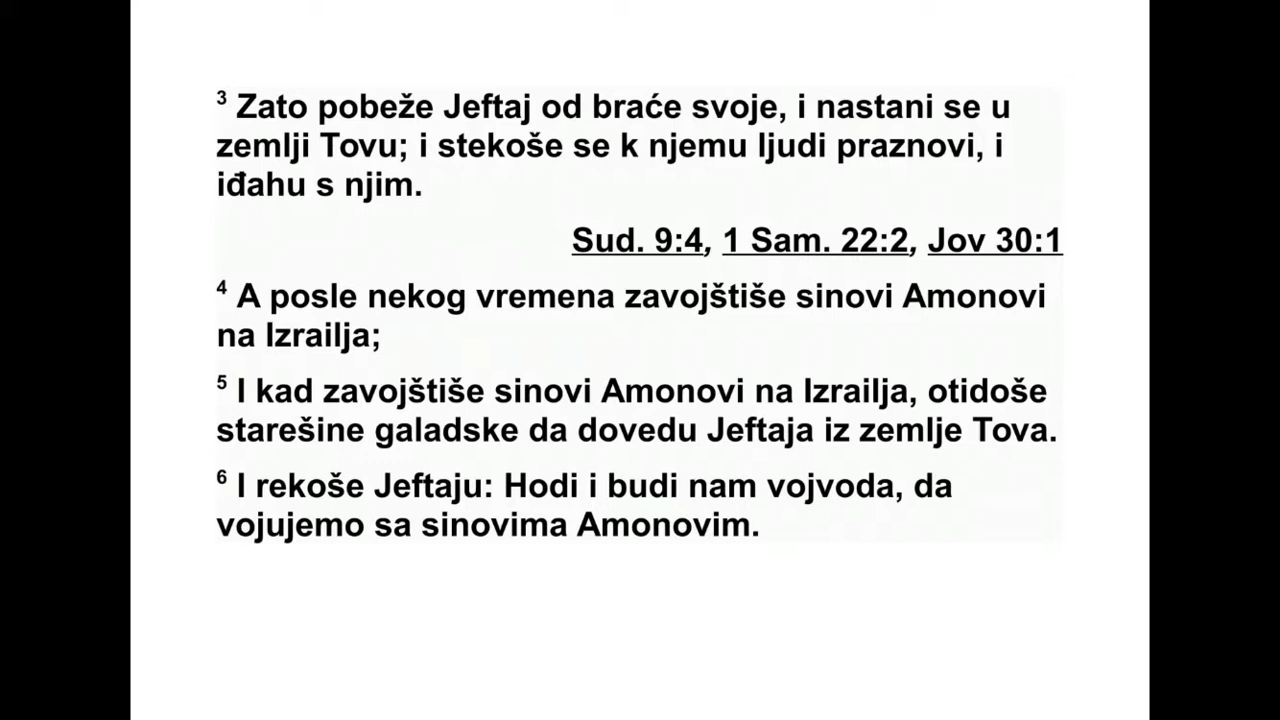 3 Zato pobeže Jeftaj od braće svoje, i nastani se u
zemlji Tovu; i stekoše se k njemu ljudi praznovi, i
iđahu s njim.
Sud. 9:4, 1 Sam. 22:2, Jov 30:1
4 A posle nekog vremena zavojštiše sinovi Amonovi
na Izrailja;
5 I kad zavojštiše sinovi Amonovi na Izrailja, otidoše
starešine galadske da dovedu Jeftaja iz zemlje Tova.
6 I rekoše Jeftaju: Hodi i budi nam vojvoda, da
vojujemo sa sinovima Amonovim.